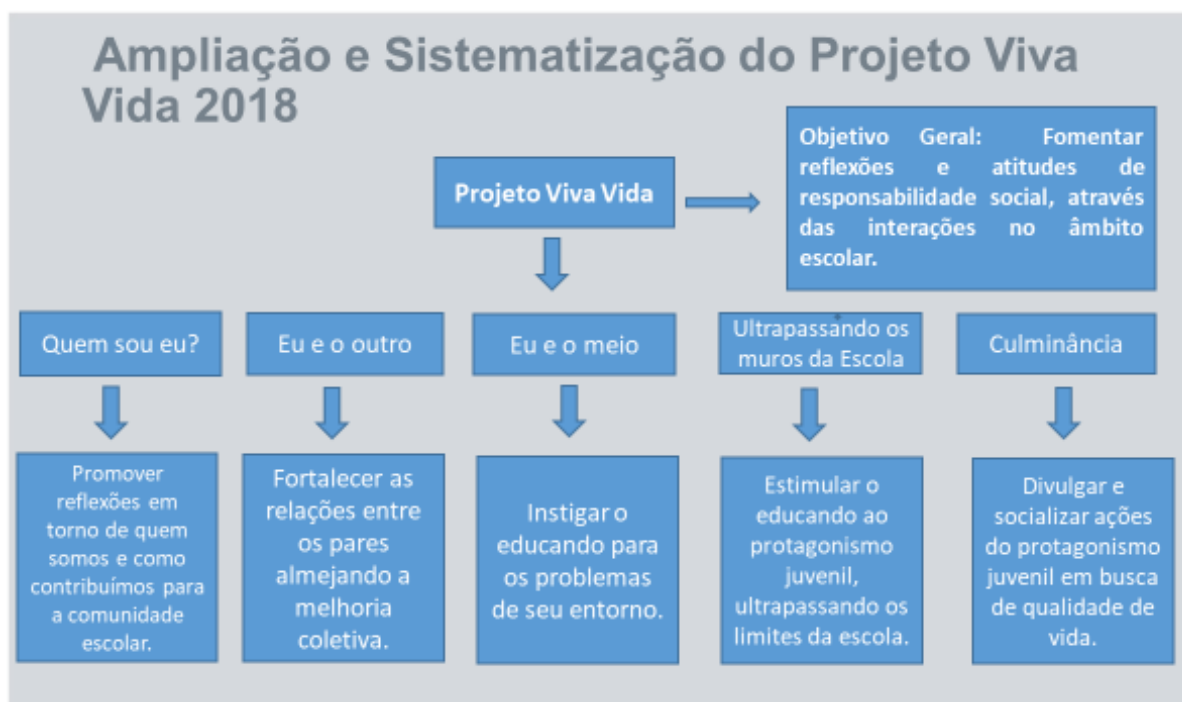 Ampliação e Sistematização do Projeto Viva
Vida 2018
Projeto Viva Vida
Objetivo Geral: Fomentar
reflexões e atitudes de
responsabilidade social, através
das interações no âmbito
escolar.
Quem sou eu?
Eu e o outro
Eu e o meio
Ultrapassando os
muros da Escola
Culminância
Promover
reflexões em
torno de quem
somos e como
contribuímos para
a comunidade
escolar.
Fortalecer as
relações entre
os pares
almejando a
melhoria
coletiva.
Instigar o
educando para
os problemas
de seu entorno.
Estimular o
educando ao
protagonismo
juvenil,
ultrapassando os
limites da escola.
Divulgar e
socializar ações
do protagonismo
juvenil em busca
de qualidade de
vida.